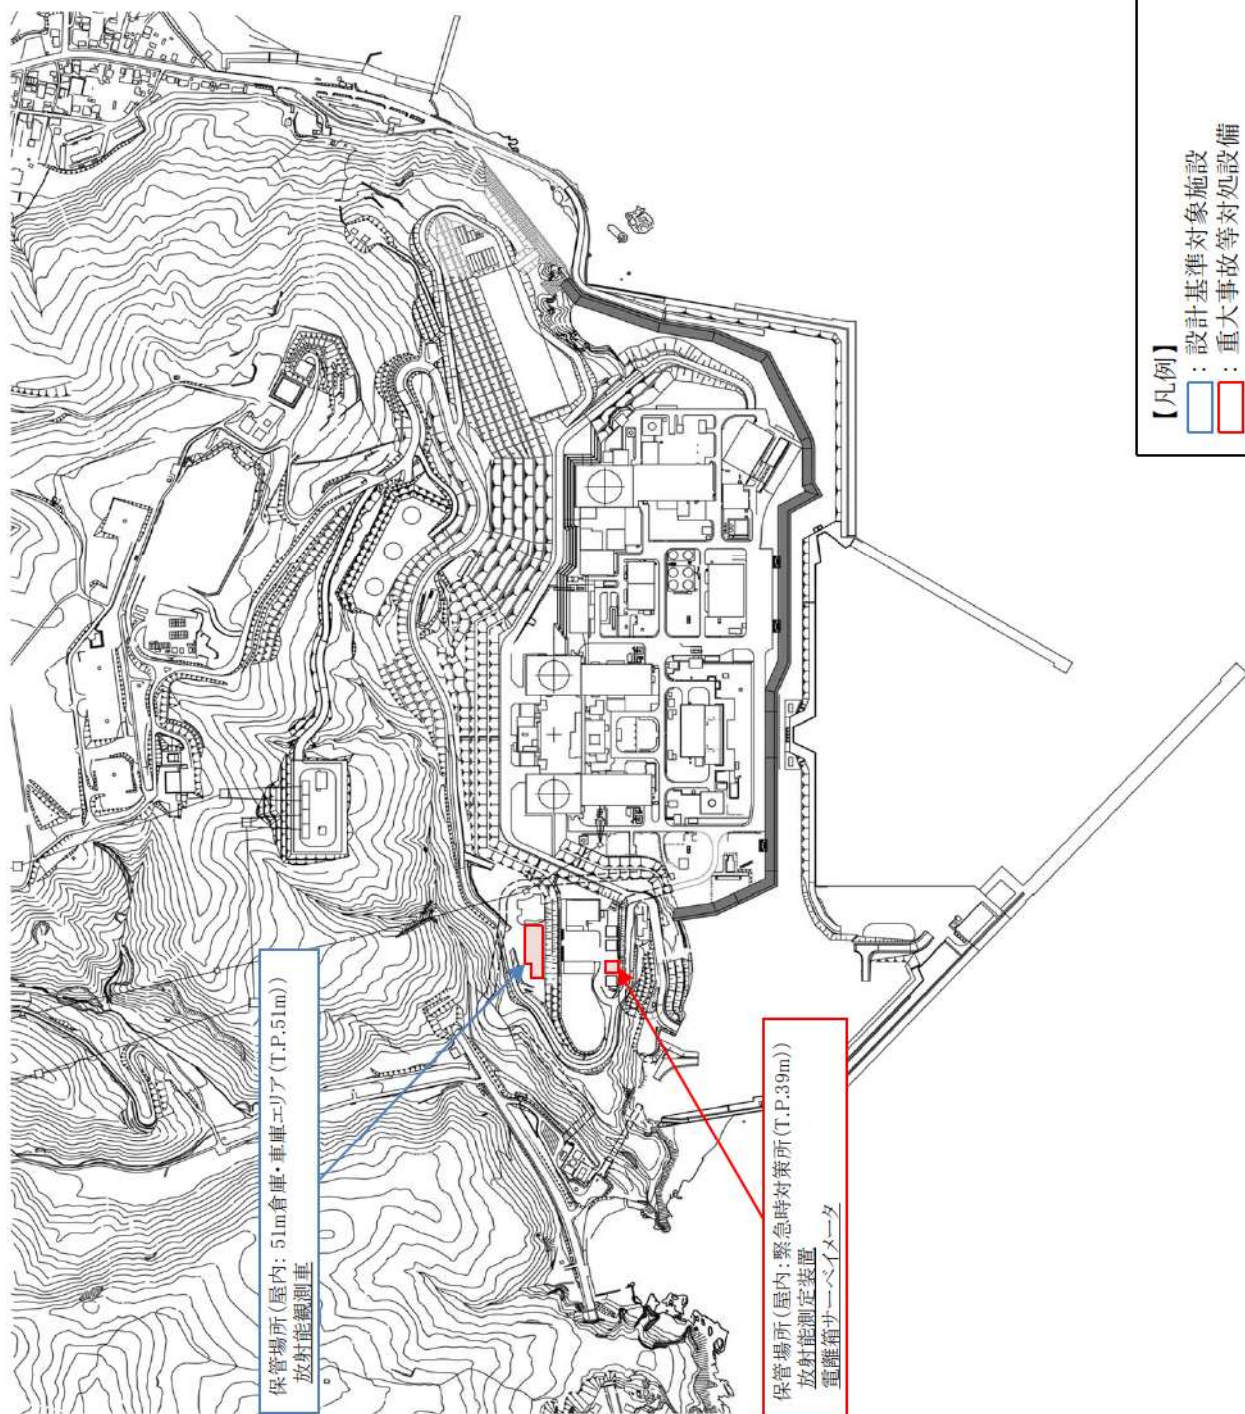 保管場所(屋内：51m倉庫・車庫エリア(T.P.51m))
放射能観測車
保管場所(屋内：緊急時対策所(T.P.39m))
放射能測定装置
電離箱サーベイメータ
【凡例】
：設計基準対象施設
：重大事故等対処設備